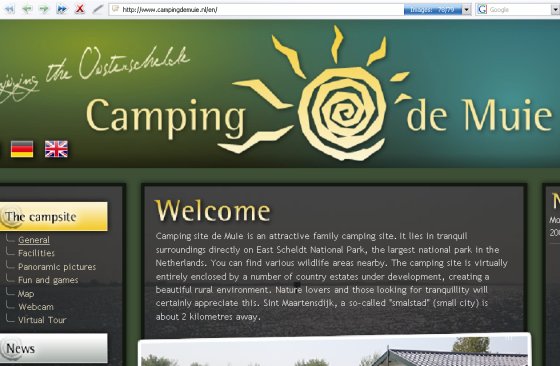 http://www.campingdemuie.nl/en/
Images: 78/79
Google
the Oosterschelde
Camping de Muie
The campsite
General
Facilities
Panoramic pictures
Fun and games
Map
Webcam
Virtual Tour
News
Welcome
Camping site de Muie is an attractive family camping site. It lies in tranquil
surroundings directly on East Scheldt National Park, the largest national park in the
Netherlands. You can find various wildlife areas nearby. The camping site is virtually
entirely enclosed by a number of country estates under development, creating a
beautiful rural environment. Nature lovers and those looking for tranquillity will
certainly appreciate this. Sint Maartensdijk, a so-called "smalstad" (small city) is
about 2 kilometres away.